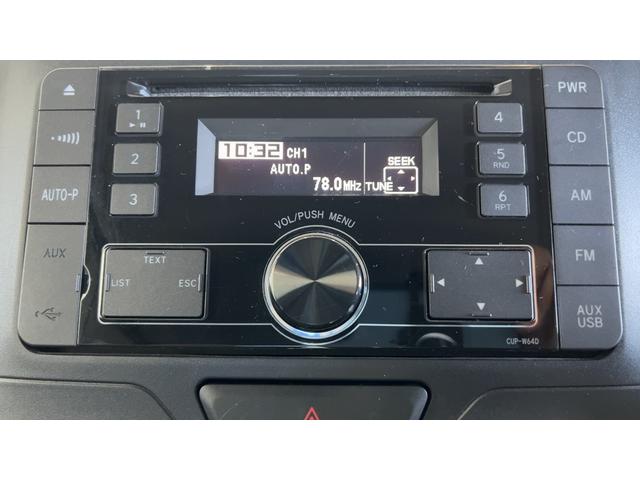 PWR
1
4
10:32 CH1
SEEK
AUTO.P
78.0MHz TUNE
2
5
RND
CD
AUTO-P
3
6
RPT
AM
VOL/PUSH MENU
AUX
TEXT
LIST
ESC
FM
AUX
USB
CUP-W64D